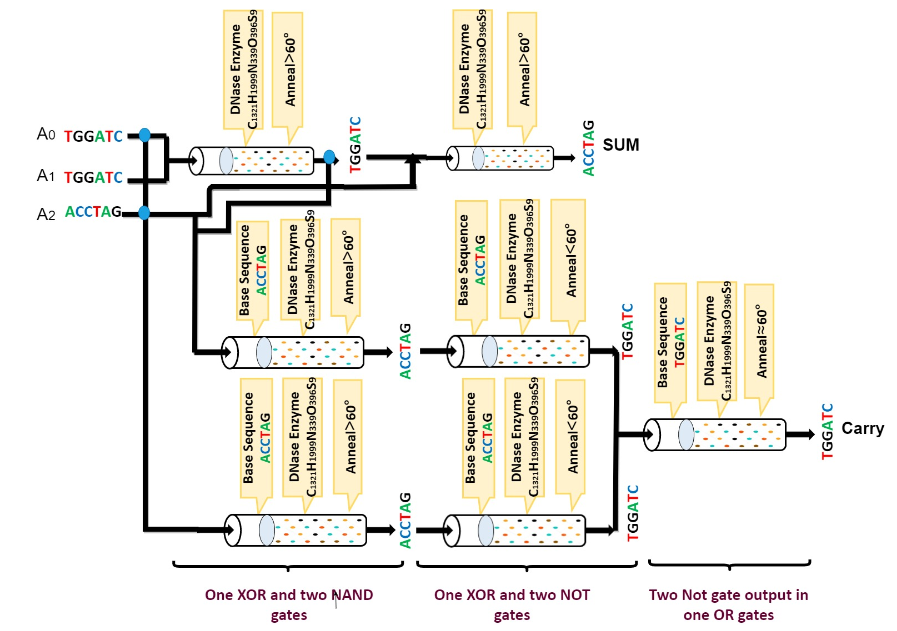 DNase Enzyme
C1321H1999N339O396S9
Anneal>60°
DNase Enzyme
C1321H1999N339O396S9
Anneal>60°
A0 TGGATC
A1 TGGATC
A2 ACCTAG
TGGATC
ACCTAG
SUM
Base Sequence
ACCTAG
DNase Enzyme
C1321H1999N339O396S9
Anneal>60°
ACCTAG
Base Sequence
ACCTAG
DNase Enzyme
C1321H1999N339O396S9
Anneal<60°
TGGATC
Base Sequence
ACCTAG
DNase Enzyme
C1321H1999N339O396S9
Anneal>60°
ACCTAG
Base Sequence
ACCTAG
DNase Enzyme
C1321H1999N339O396S9
Anneal<60°
TGGATC
Base Sequence
TGGATC
DNase Enzyme
C1321H1999N339O396S9
Anneal≈60°
TGGATC
Carry
One XOR and two NAND
gates
One XOR and two NOT
gates
Two Not gate output in
one OR gates